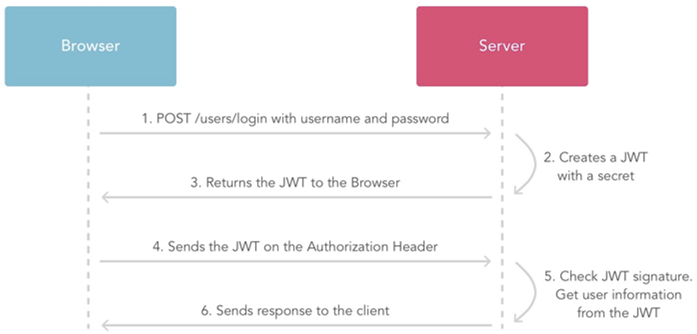 Browser
Server
1. POST /users/login with username and password
2. Creates a JWT
with a secret
3. Returns the JWT to the Browser
4. Sends the JWT on the Authorization Header
5. Check JWT signature.
Get user information
from the JWT
6. Sends response to the client